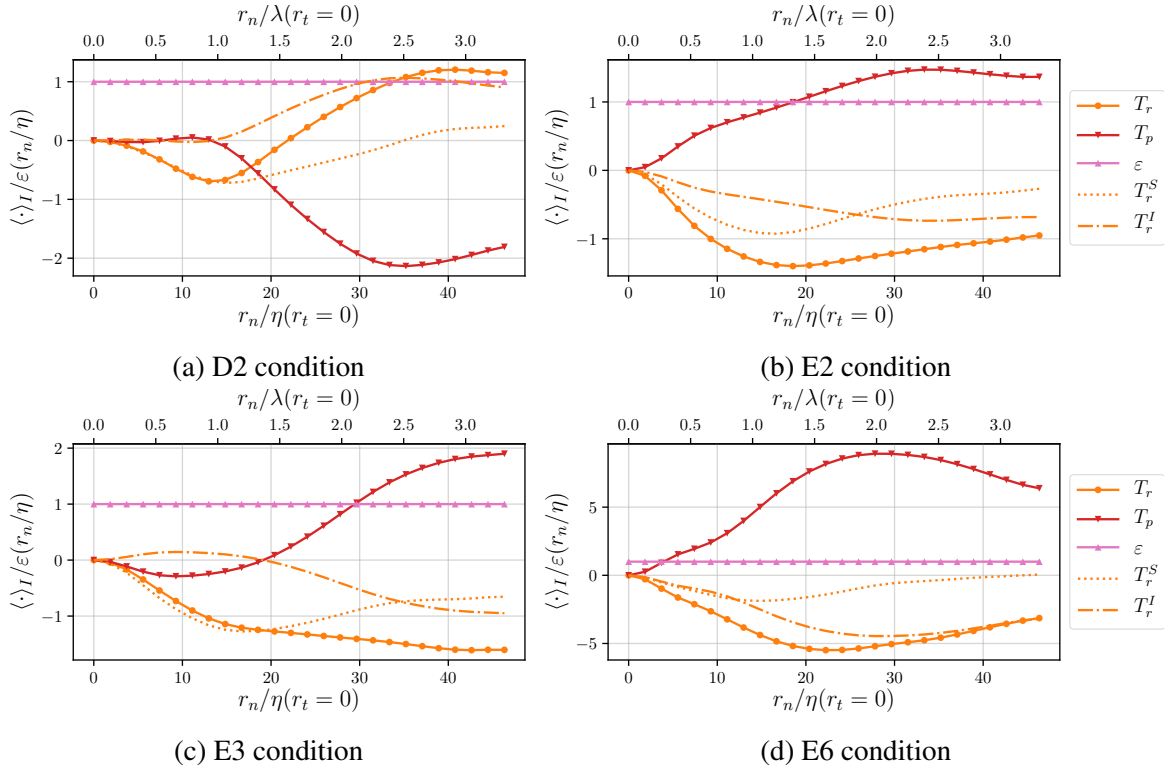 r_n/λ(r_t = 0)
0.0 0.5 1.0 1.5 2.0 2.5 3.0
⟨·⟩_I/ε(r_n/η)
1
0
−1
−2
0 10 20 30 40
r_n/η(r_t = 0)
(a) D2 condition
r_n/λ(r_t = 0)
0.0 0.5 1.0 1.5 2.0 2.5 3.0
⟨·⟩_I/ε(r_n/η)
1
0
−1
0 10 20 30 40
r_n/η(r_t = 0)
(b) E2 condition
T_r
T_p
ε
T_r^S
T_r^I
r_n/λ(r_t = 0)
0.0 0.5 1.0 1.5 2.0 2.5 3.0
⟨·⟩_I/ε(r_n/η)
2
1
0
−1
0 10 20 30 40
r_n/η(r_t = 0)
(c) E3 condition
r_n/λ(r_t = 0)
0.0 0.5 1.0 1.5 2.0 2.5 3.0
⟨·⟩_I/ε(r_n/η)
5
0
−5
0 10 20 30 40
r_n/η(r_t = 0)
(d) E6 condition
T_r
T_p
ε
T_r^S
T_r^I